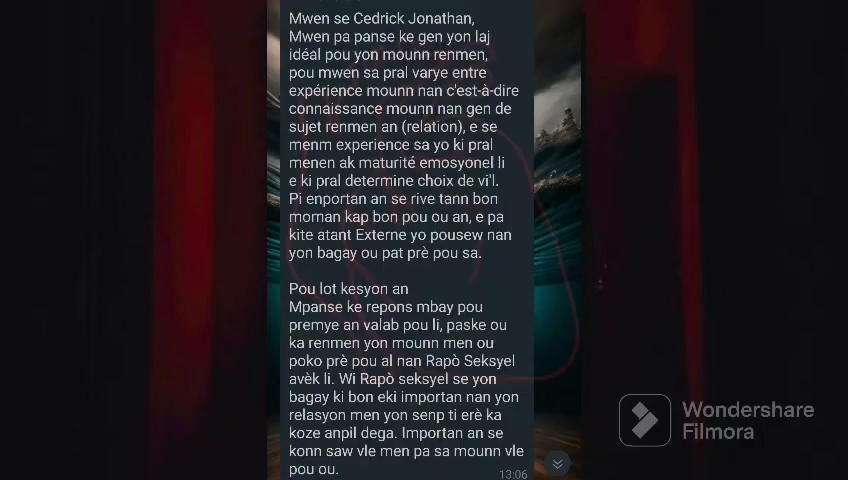 Mwen se Cedrick Jonathan,
Mwen pa panse ke gen yon laj
idéal pou yon mounn renmen,
pou mwen sa pral varye entre
expérience mounn nan c'est-à-dire
connaissance mounn nan gen de
sujet renmen an (relation), e se
menm experience sa yo ki pral
menen ak maturité emosyonel li
e ki pral determine choix de vi'l.
Pi enportan an se rive tann bon
moman kap bon pou ou an, e pa
kite atant Externe yo pousew nan
yon bagay ou pat prè pou sa.
Pou lot kesyon an
Mpanse ke repons mbay pou
premye an valab pou li, paske ou
ka renmen yon mounn men ou
poko prè pou al nan Rapò Seksyel
avèk li. Wi Rapò seksyel se yon
bagay ki bon eki important nan yon
relasyon men yon senp ti erè ka
koze anpil dega. Importan an se
konn saw vle men pa sa mounn vle
pou ou.
13:06
Wondershare
Filmora